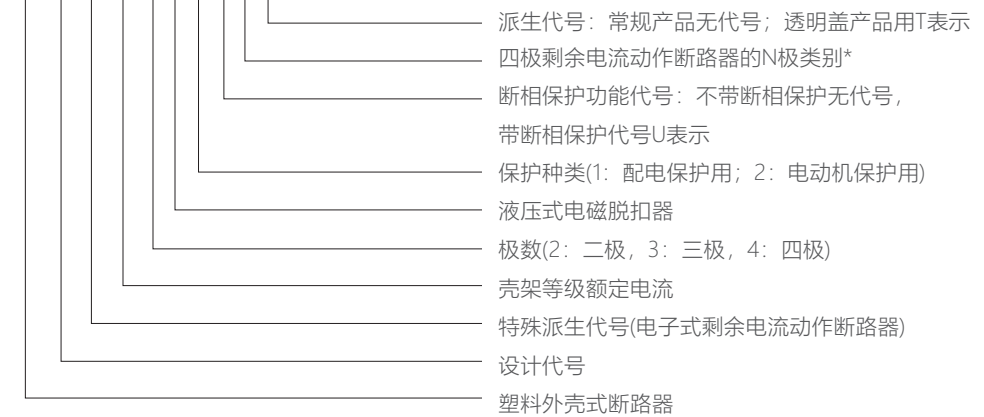 派生代号：常规产品无代号；透明盖产品用T表示
四极剩余电流动作断路器的N极类别*
断相保护功能代号：不带断相保护无代号，
带断相保护代号U表示
保护种类(1：配电保护用；2：电动机保护用)
液压式电磁脱扣器
极数(2：二极，3：三极，4：四极)
壳架等级额定电流
特殊派生代号(电子式剩余电流动作断路器)
设计代号
塑料外壳式断路器